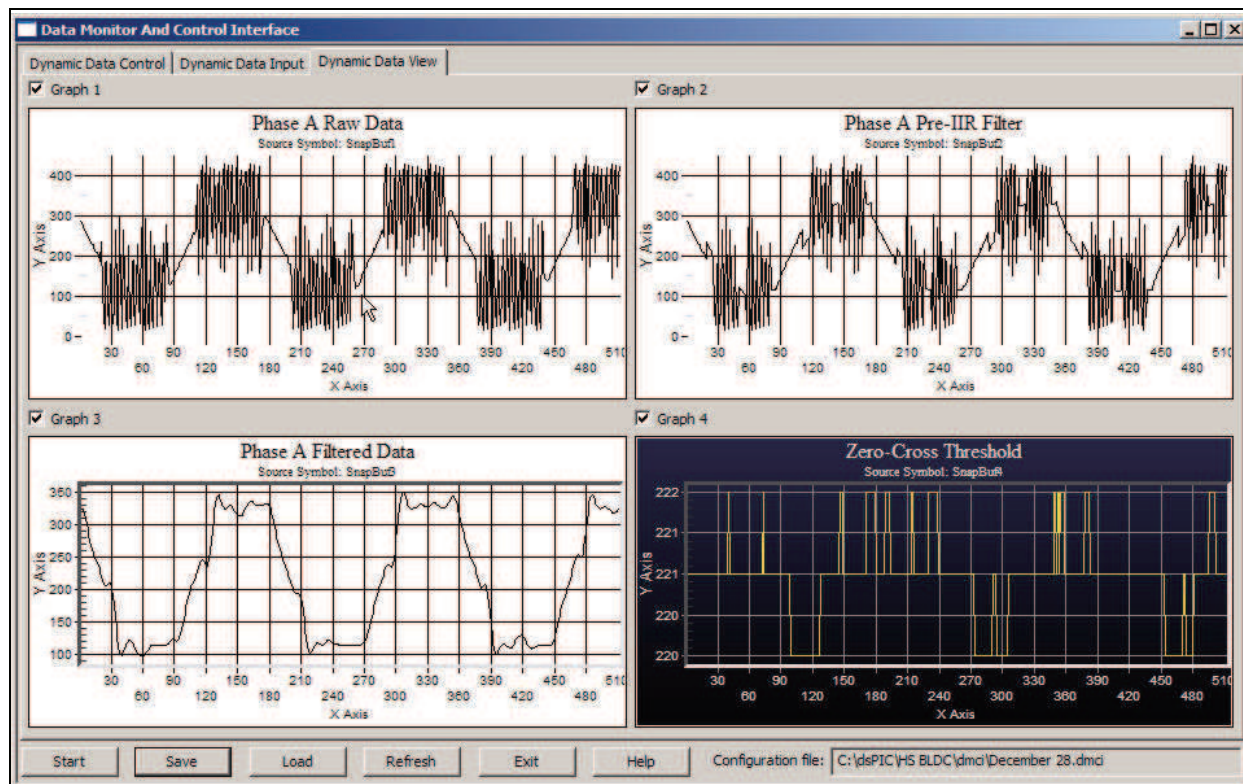 Data Monitor And Control Interface
Dynamic Data Control Dynamic Data Input Dynamic Data View
Graph 1
Phase A Raw Data
Source Symbol: SnapBuf1
Y Axis
400
300
200
100
0
30 90 150 210 270 330 390 450 510
60 120 180 240 300 360 420 480
X Axis
Graph 2
Phase A Pre-IIR Filter
Source Symbol: SnapBuf2
Y Axis
400
300
200
100
0
30 90 150 210 270 330 390 450 510
60 120 180 240 300 360 420 480
X Axis
Graph 3
Phase A Filtered Data
Source Symbol: SnapBuf3
Y Axis
350
300
250
200
150
100
30 90 150 210 270 330 390 450 510
60 120 180 240 300 360 420 480
X Axis
Graph 4
Zero-Cross Threshold
Source Symbol: SnapBuf4
Y Axis
222
221
221
220
220
30 90 150 210 270 330 390 450 510
60 120 180 240 300 360 420 480
X Axis
Start Save Load Refresh Exit Help Configuration file: C:\dsPIC\HS BLDC\dmci\December 28.dmci